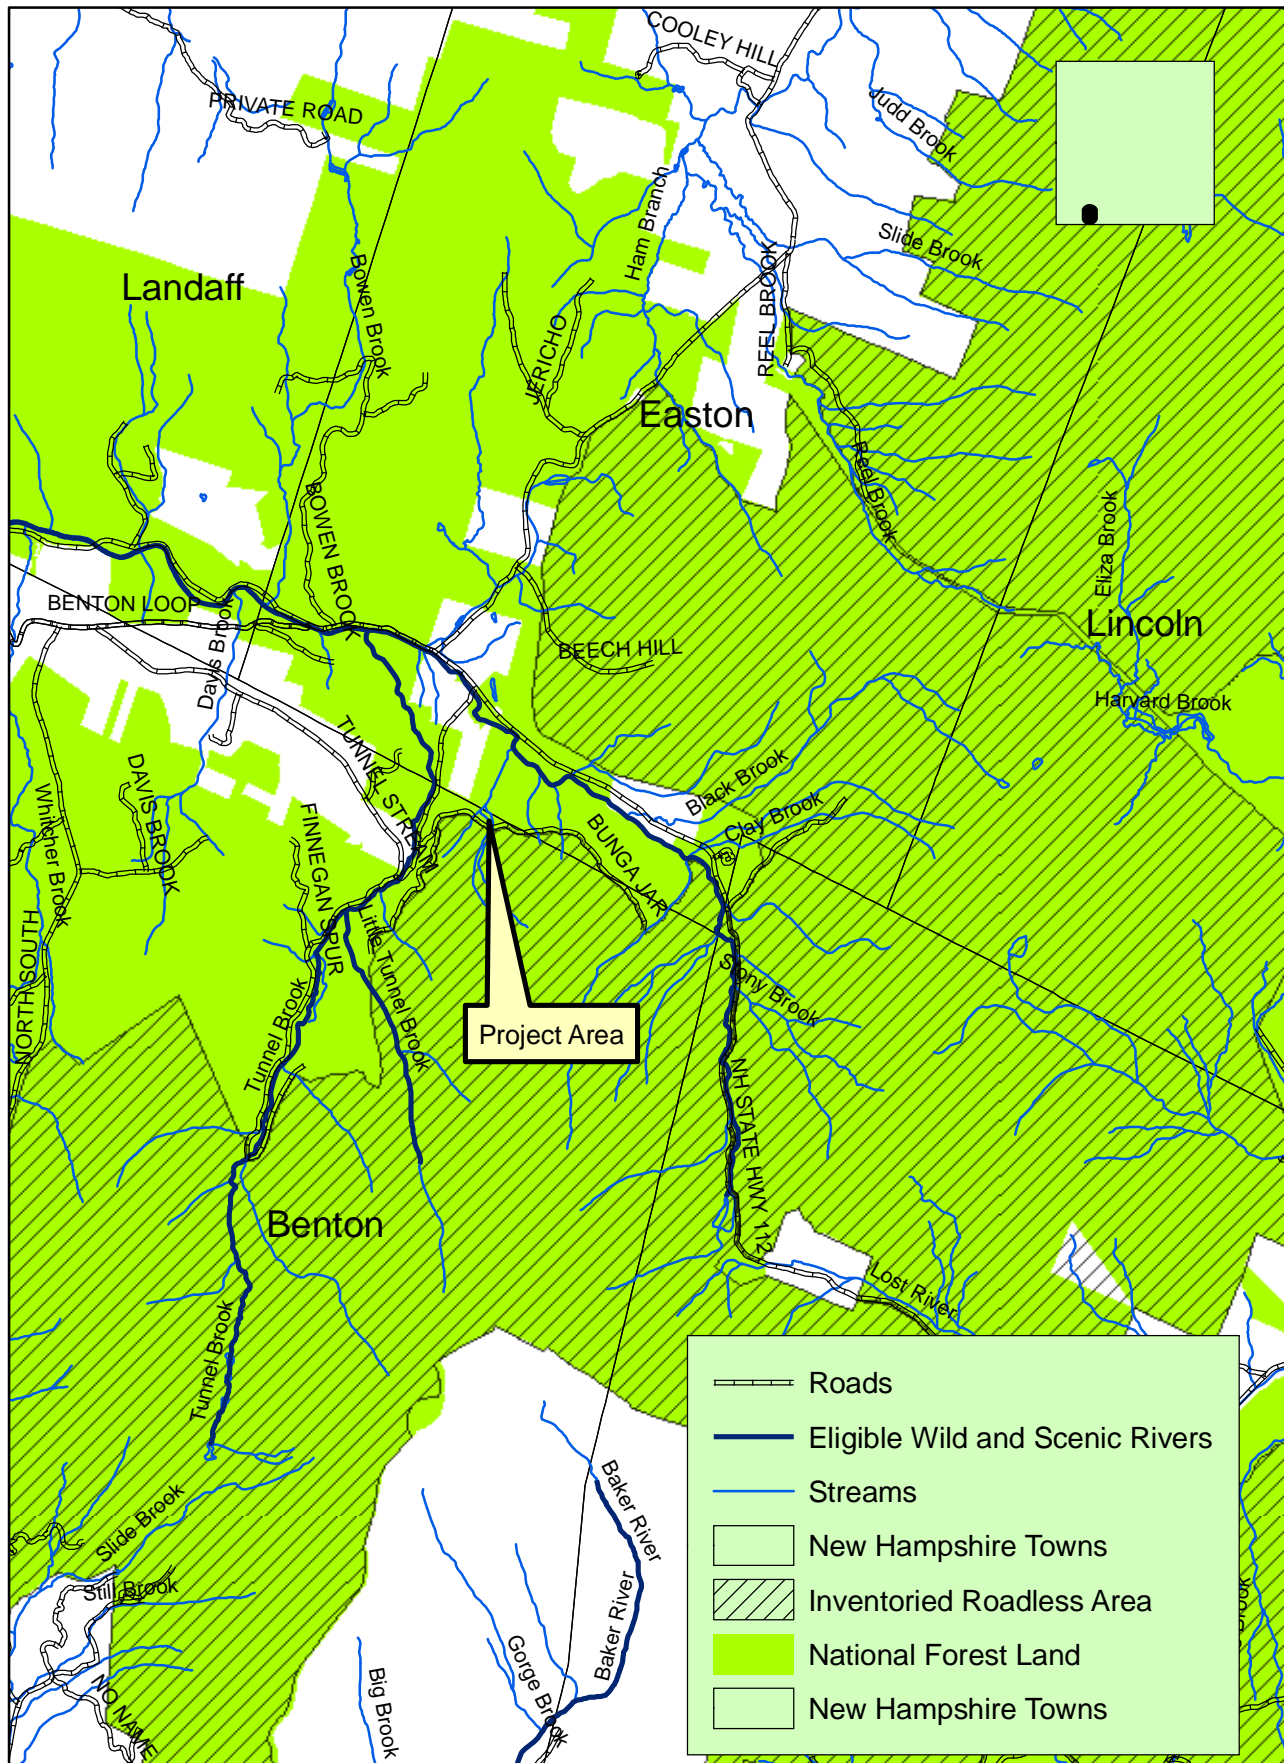 COOLEY HILL
PRIVATE ROAD
Judd Brook
Ham Branch
Slide Brook
Bowen Brook
Landaff
REEL BROOK
JERICHO
Easton
Reel Brook
BOWEN BROOK
Eliza Brook
BENTON LOOP
Davis Brook
Lincoln
BEECH HILL
Harvard Brook
TUNNEL STREAM
Black Brook
DAVIS BROOK
Whitcher Brook
FINNEGAN SPUR
Clay Brook
BUNGA JAR
Little Tunnel Brook
NORTH SOUTH
Stony Brook
Tunnel Brook
Project Area
NH STATE HWY 112
Benton
Lost River
Tunnel Brook
Roads
Eligible Wild and Scenic Rivers
Streams
New Hampshire Towns
Inventoried Roadless Area
National Forest Land
New Hampshire Towns
Baker River
Slide Brook
Still Brook
Baker River
Gorge Brook
Big Brook
NO NAME